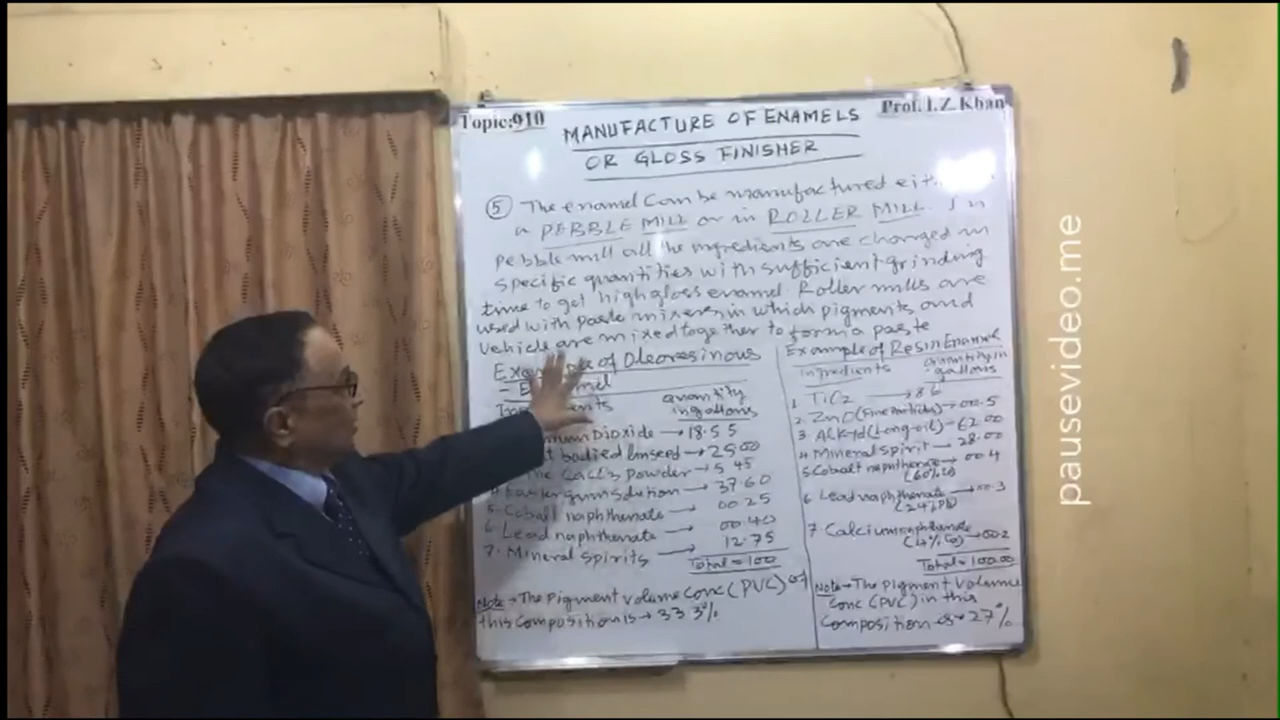 Topic:910
Prof. I.Z. Khan
MANUFACTURE OF ENAMELS
OR GLOSS FINISHER
⑤ The enamel can be manufactured eit
a PEBBLE MILL or in ROLLER MILL. In
Pebble mill all the ingredients are changed in
specific quantities with sufficient grinding
time to get high gloss enamel. Roller mills are
used with paste mixers in which pigments and
vehicle are mixed together to form a paste
Example of Oleoresinous
quantity
in gallons
Dioxide → 18.55
bodied linseed → 25.00
powder → 5.45
→ 37.60
5. Cobalt naphthenate → 00.25
6. Lead naphthenate → 00.40
7. Mineral Spirits → 12.75
Total = 100
Note → The pigment volume conc (PVC) of
this composition is → 33.3%
Example of Resin Enamel
Ingredients
quantity in
gallons
1. TiO2 → 8.6
2. ZnO (Fine Particles) → 00.5
3. Alkyd (Long-oil) → 62.00
4. Mineral Spirit → 28.00
5. Cobalt naphthenate → 00.4
6. Lead naphthenate → 00.3
(24% Pb)
7. Calcium naphthenate
→ 00.2
Total = 100.00
Note → The pigment volume
conc (PVC) in this
composition is → 27%
pausevideo.me